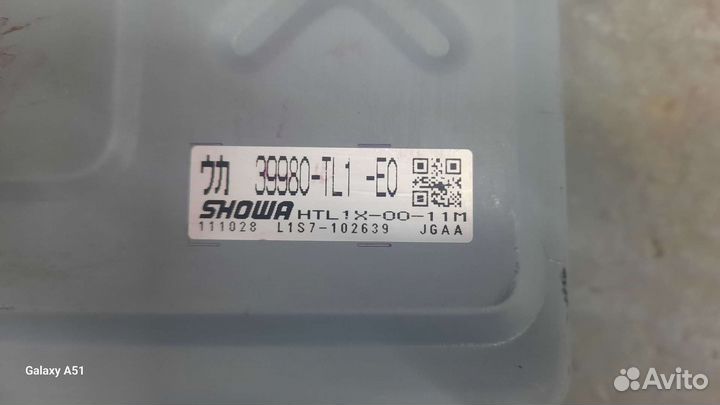 ウカ 39980-TL1 -E0
SHOWA HTL1X-00-11M
111028 L1S7-102639 JGAA
Galaxy A51
Avito